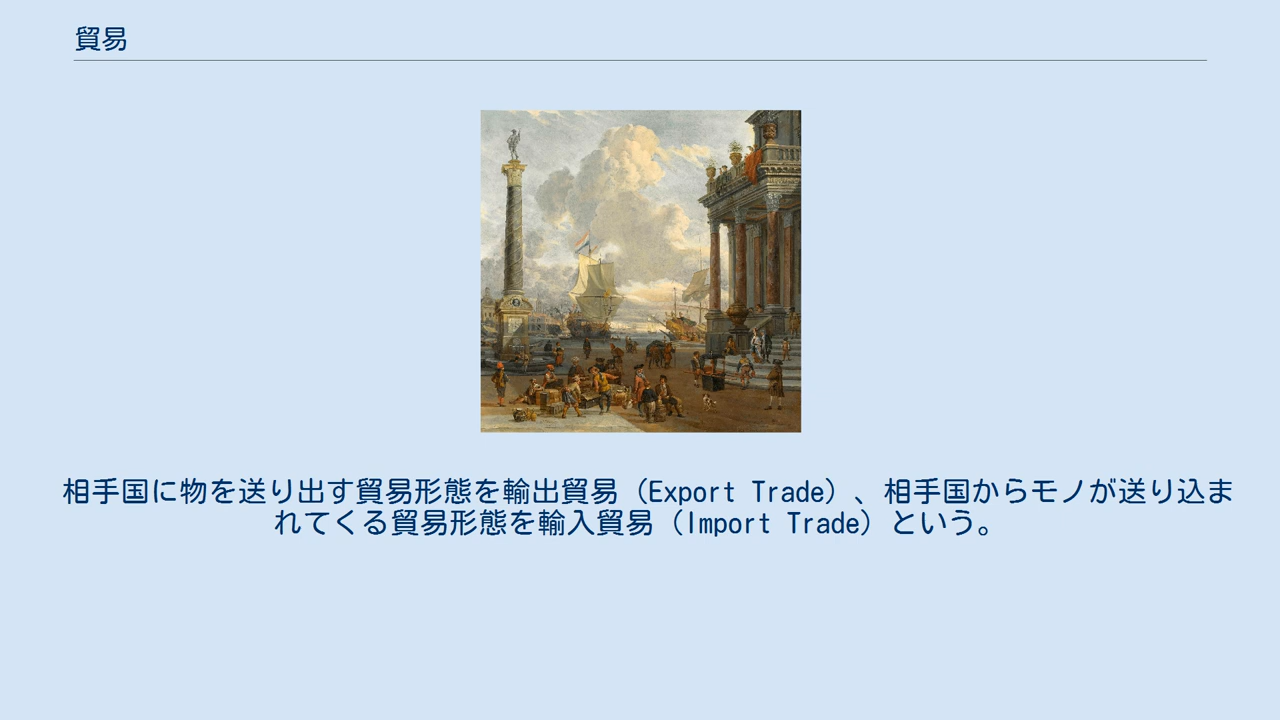 貿易
相手国に物を送り出す貿易形態を輸出貿易（Export Trade）、相手国からモノが送り込ま
れてくる貿易形態を輸入貿易（Import Trade）という。